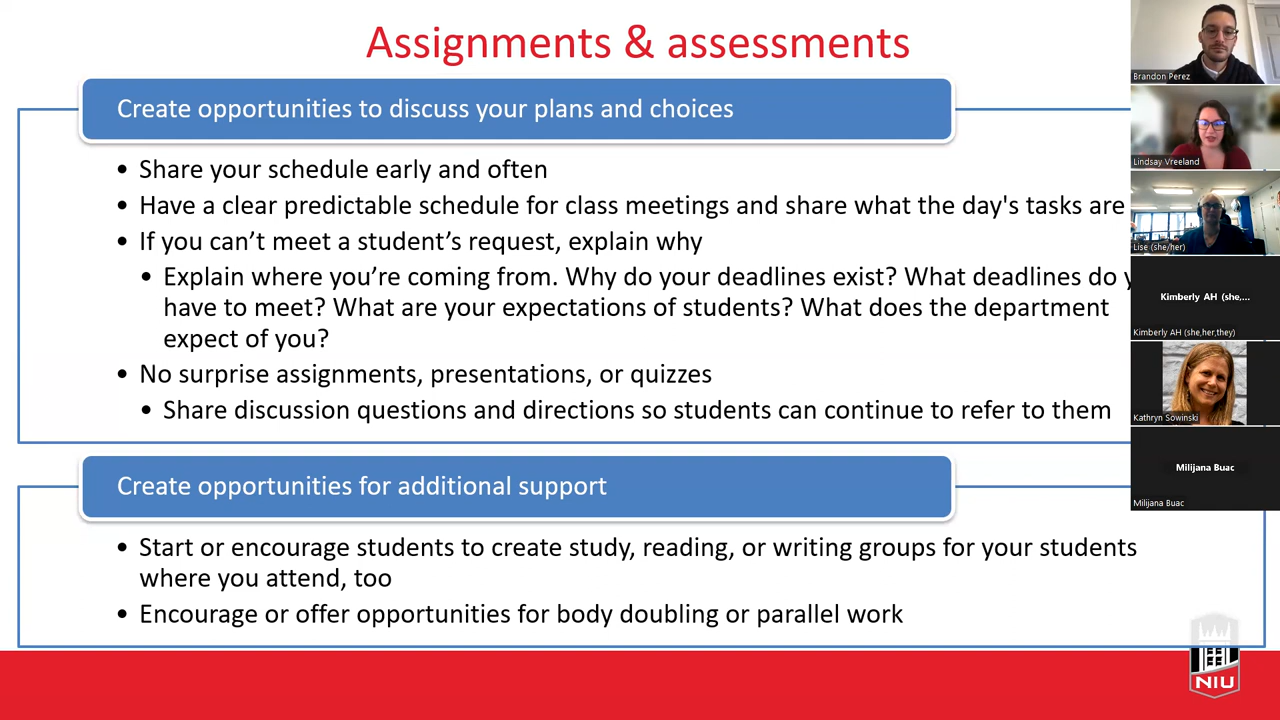 Assignments & assessments
Create opportunities to discuss your plans and choices
• Share your schedule early and often
• Have a clear predictable schedule for class meetings and share what the day's tasks are
• If you can’t meet a student’s request, explain why
• Explain where you’re coming from. Why do your deadlines exist? What deadlines do
have to meet? What are your expectations of students? What does the department
expect of you?
• No surprise assignments, presentations, or quizzes
• Share discussion questions and directions so students can continue to refer to them
Create opportunities for additional support
• Start or encourage students to create study, reading, or writing groups for your students
where you attend, too
• Encourage or offer opportunities for body doubling or parallel work
Brandon Perez
Lindsay Vreeland
Lise (she/her)
Kimberly AH (she,...
Kimberly AH (she,her,they)
Kathryn Sowinski
Milijana Buac
Milijana Buac
NIU